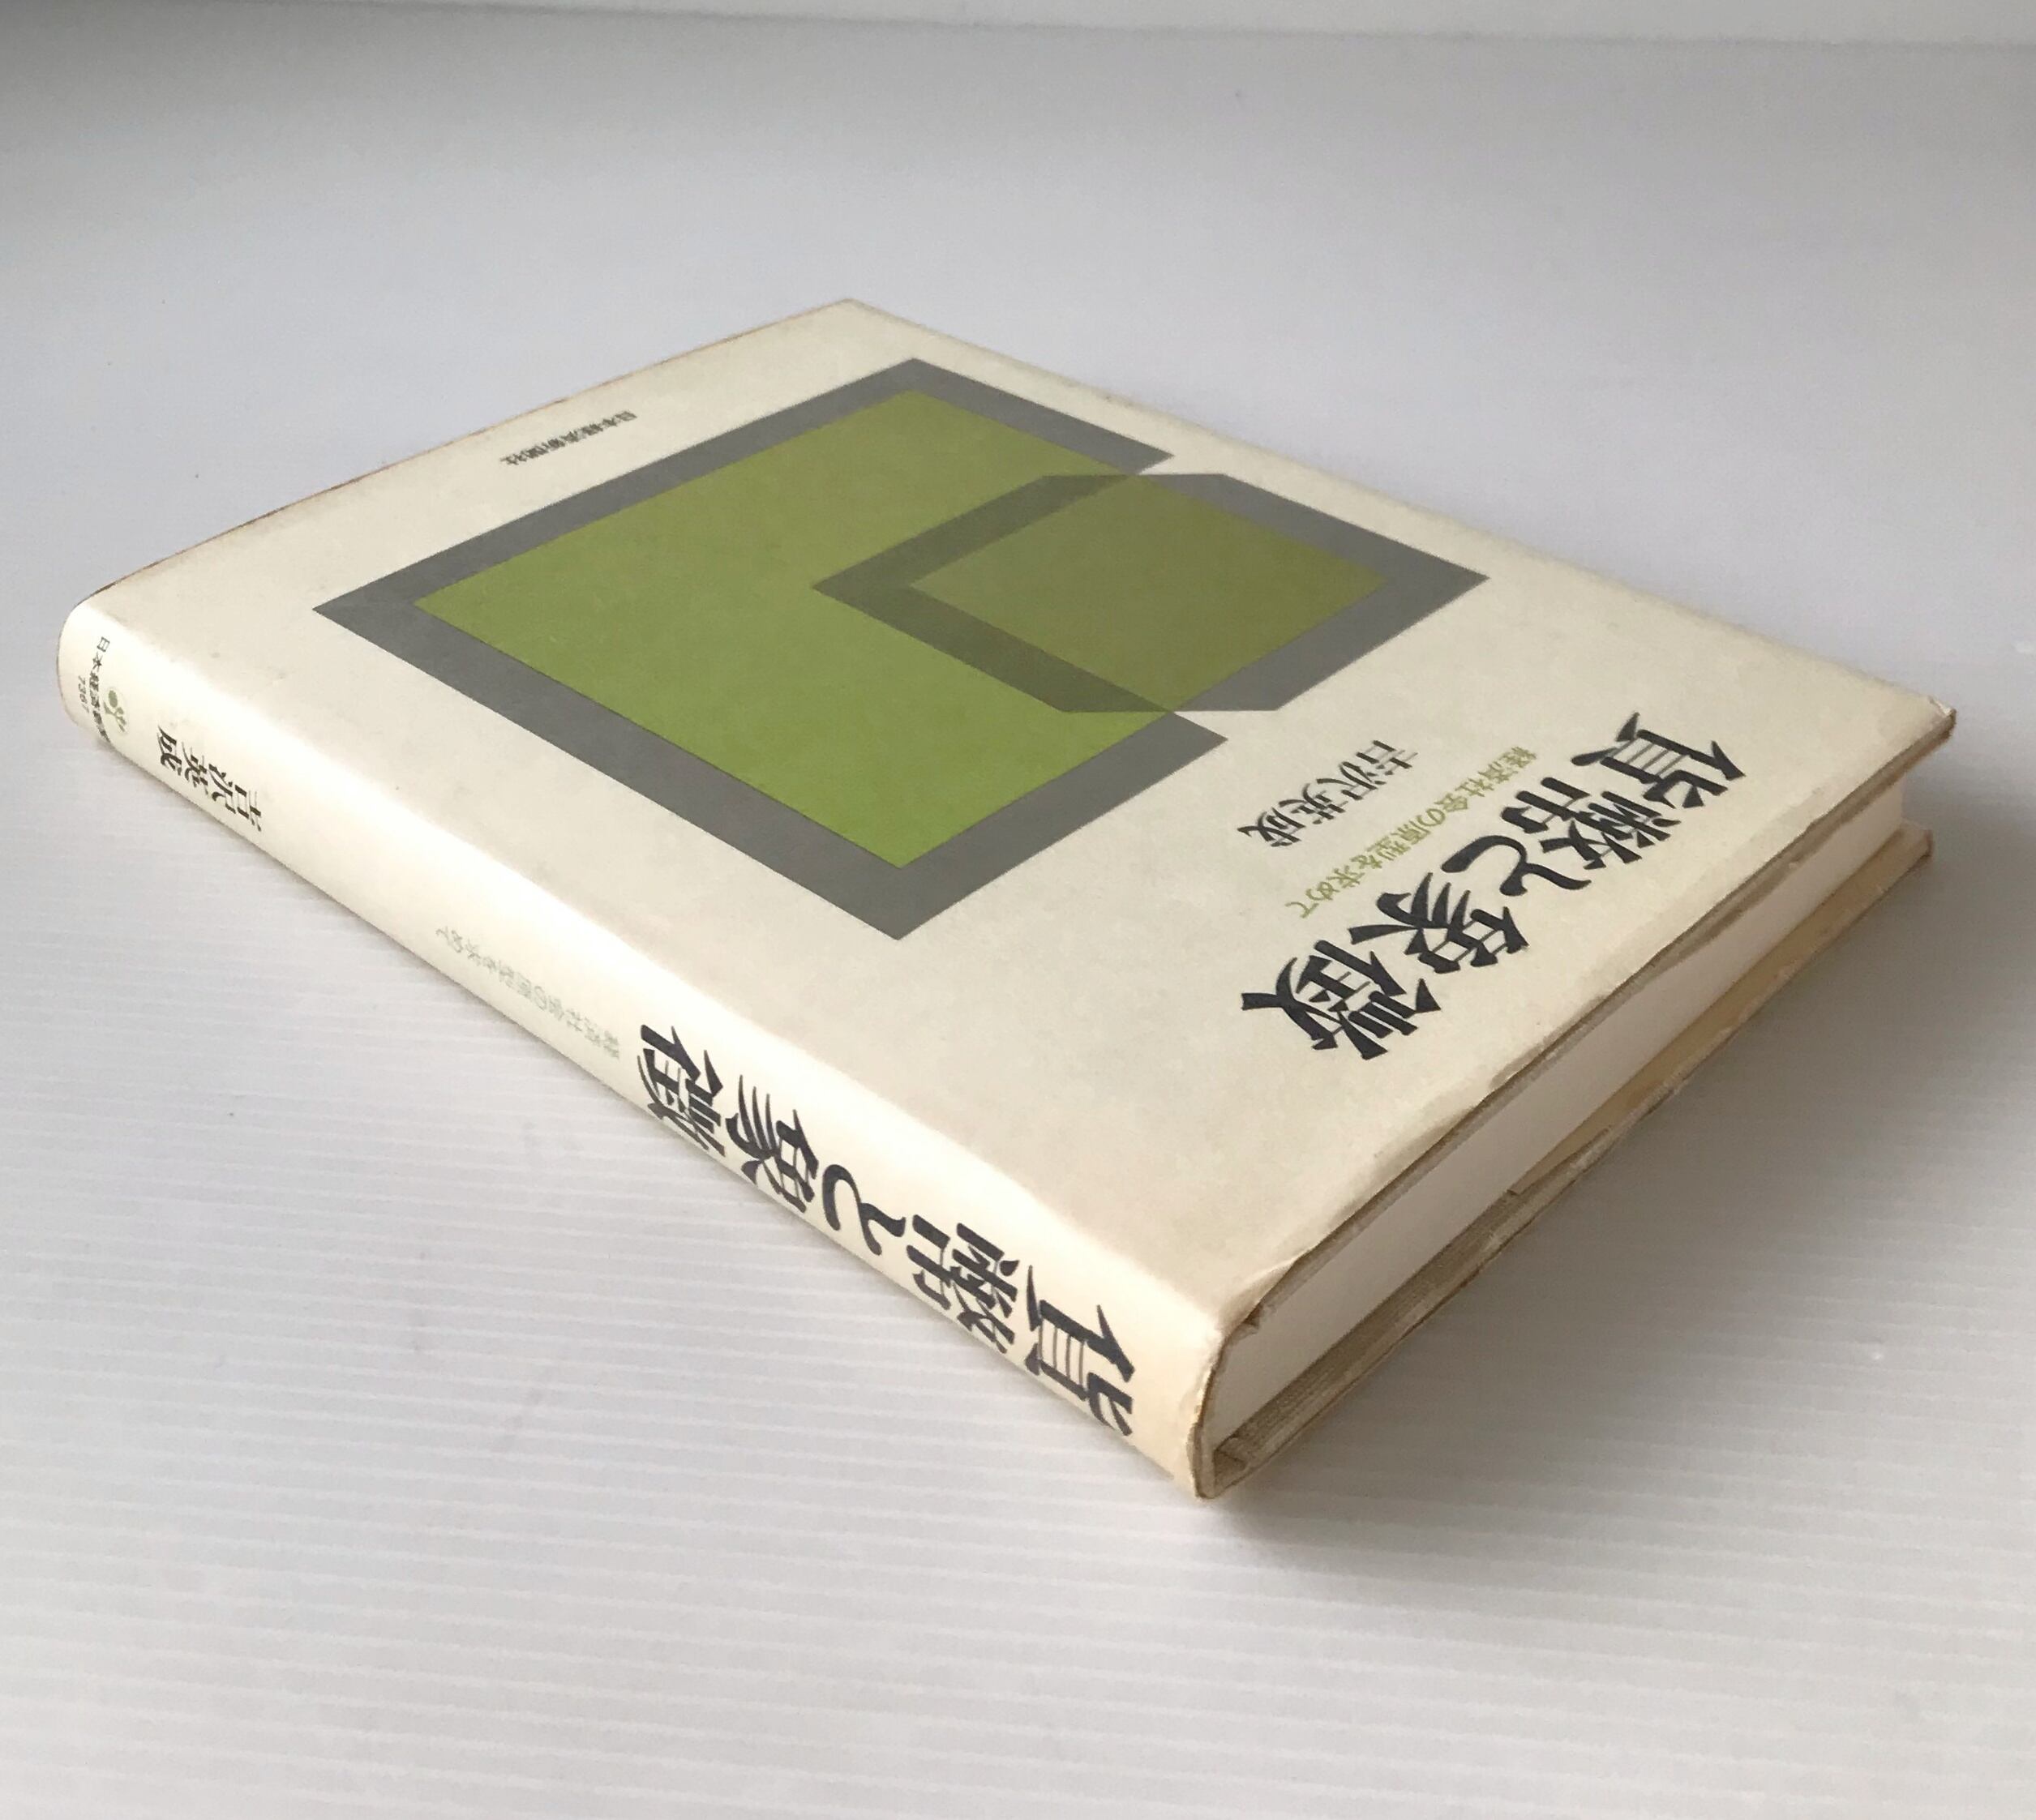 貨幣と象徴
経済社会の原型を求めて
吉沢英成
日本経済新聞社
貨幣と象徴
経済社会の原型を求めて
吉沢英成
日本経済新聞
7361